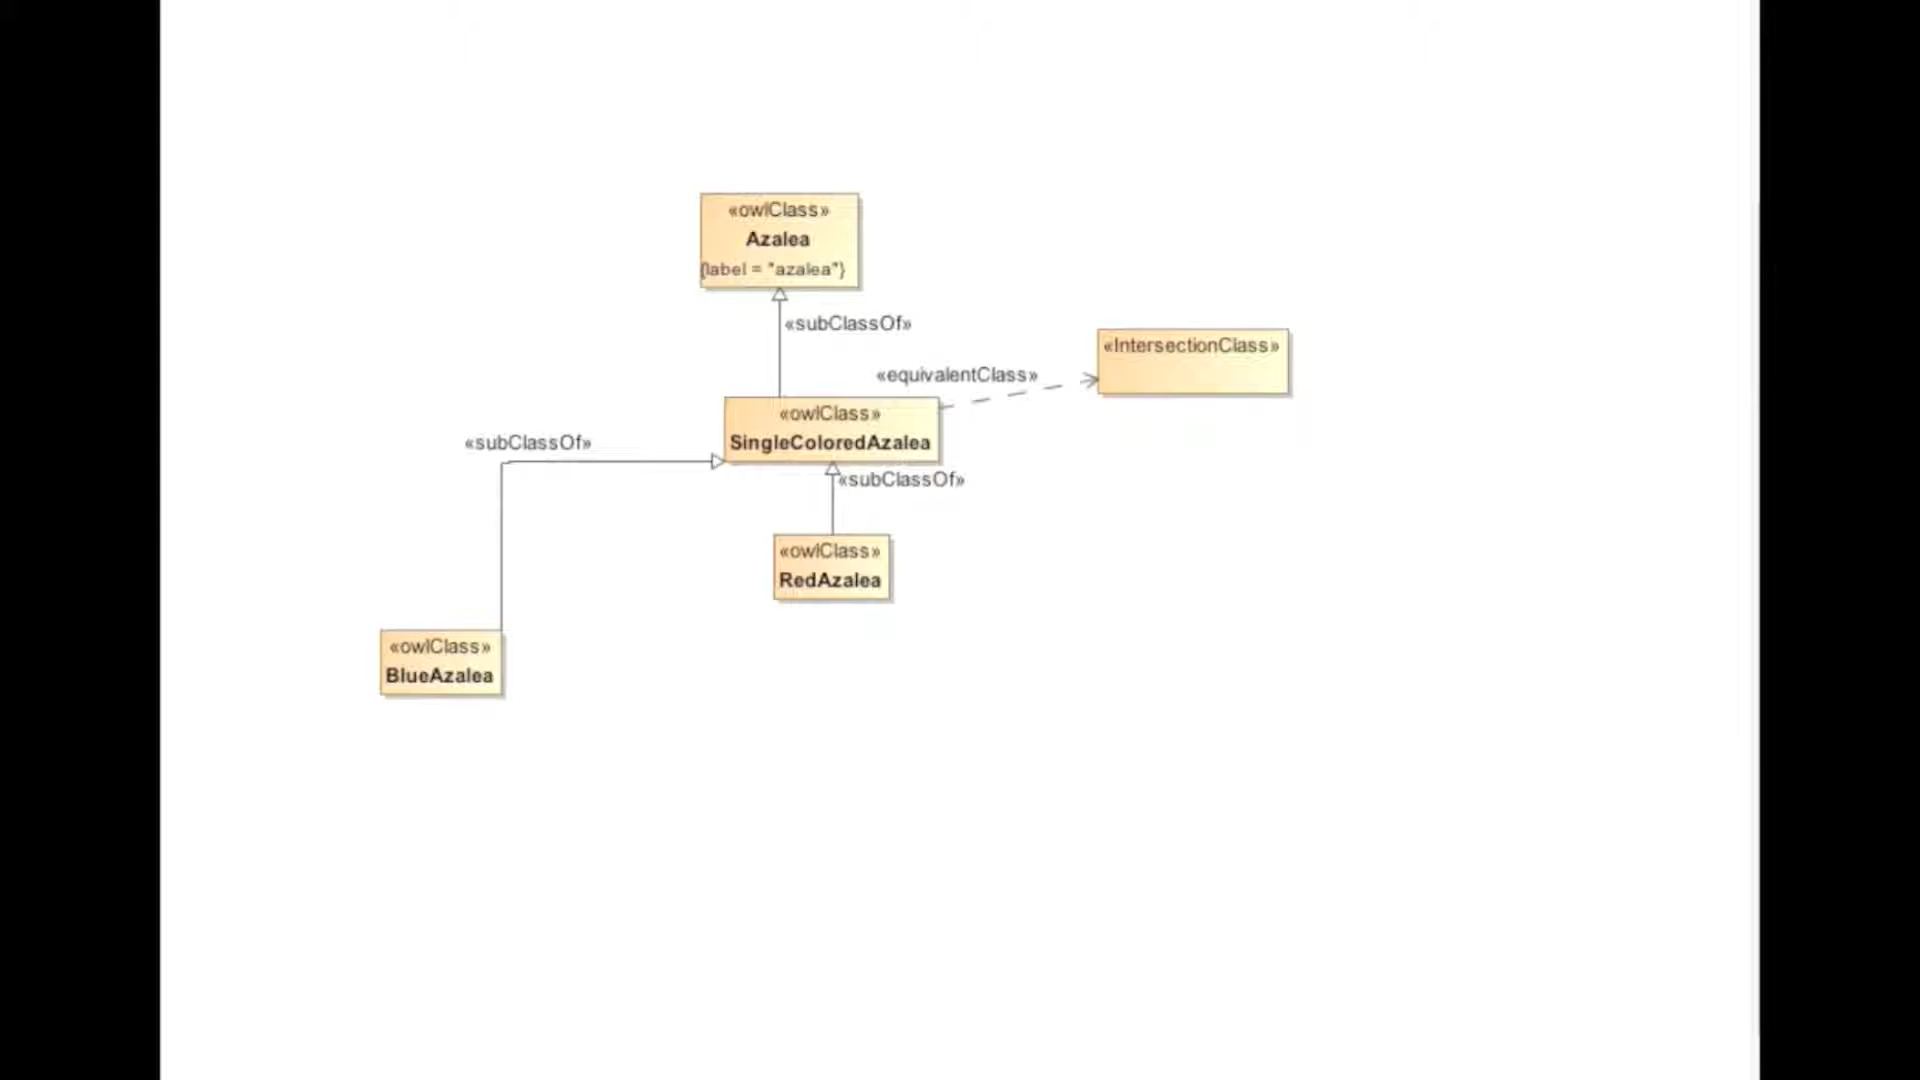 «owlClass»
Azalea
{label = "azalea"}
«subClassOf»
«IntersectionClass»
«equivalentClass»
«owlClass»
SingleColoredAzalea
«subClassOf»
«subClassOf»
«owlClass»
RedAzalea
«owlClass»
BlueAzalea